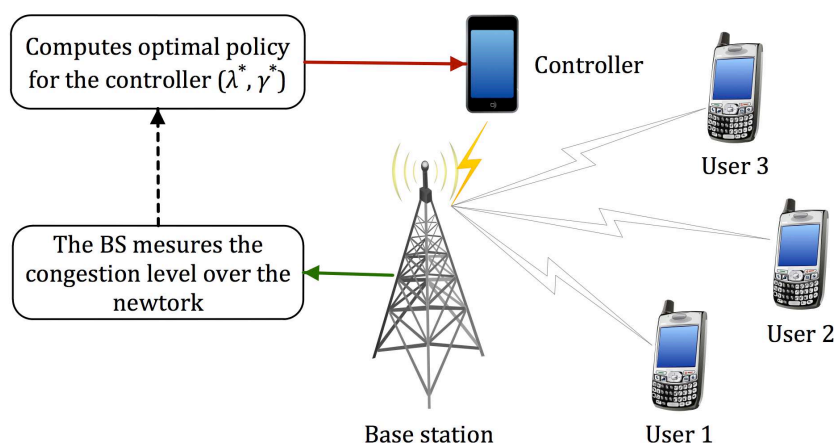 Computes optimal policy
for the controller (λ*, γ*)
Controller
User 3
The BS mesures the
congestion level over the
newtork
User 2
User 1
Base station